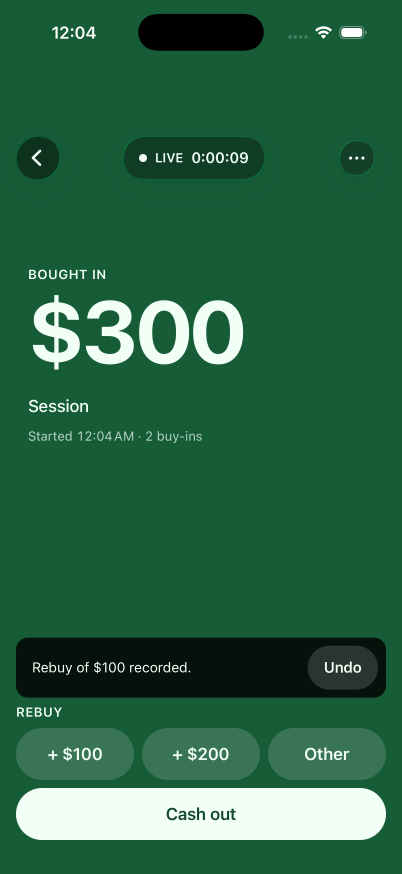 12:04
LIVE 0:00:09
BOUGHT IN
$300
Session
Started 12:04 AM · 2 buy-ins
Rebuy of $100 recorded.
Undo
REBUY
+ $100
+ $200
Other
Cash out